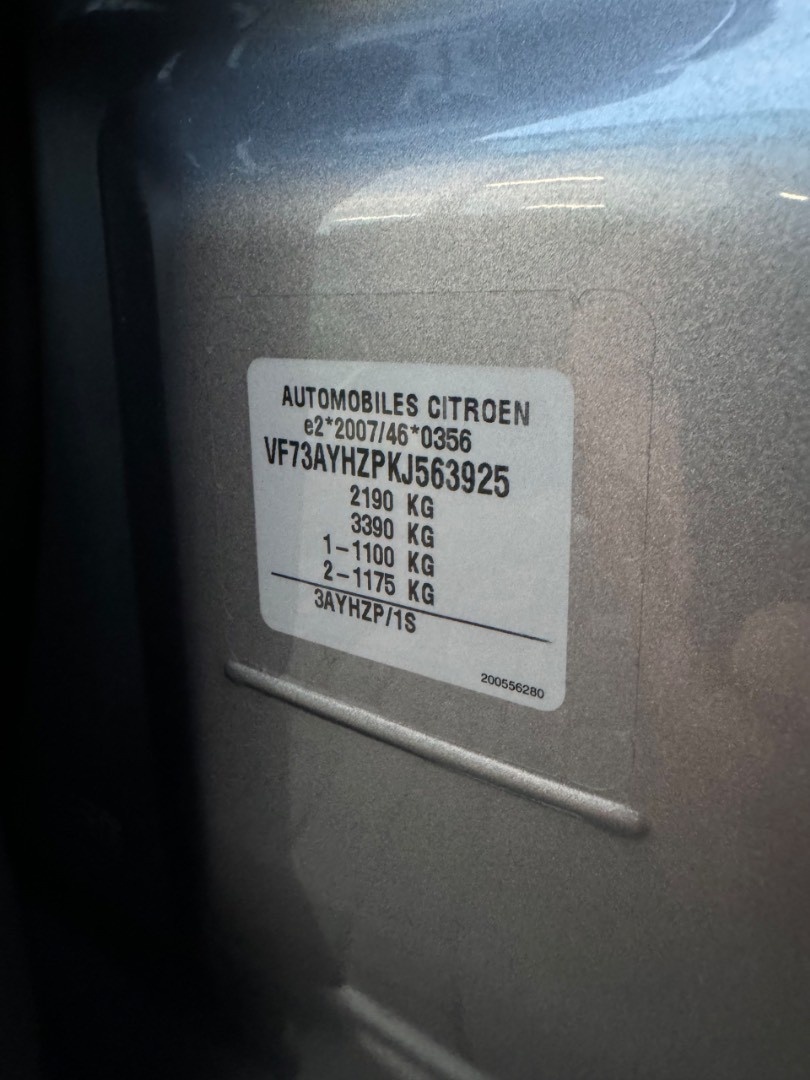 AUTOMOBILES CITROEN
e2*2007/46*0356
VF73AYHZPKJ563925
2190 KG
3390 KG
1-1100 KG
2-1175 KG
3AYHZP/1S
200556280